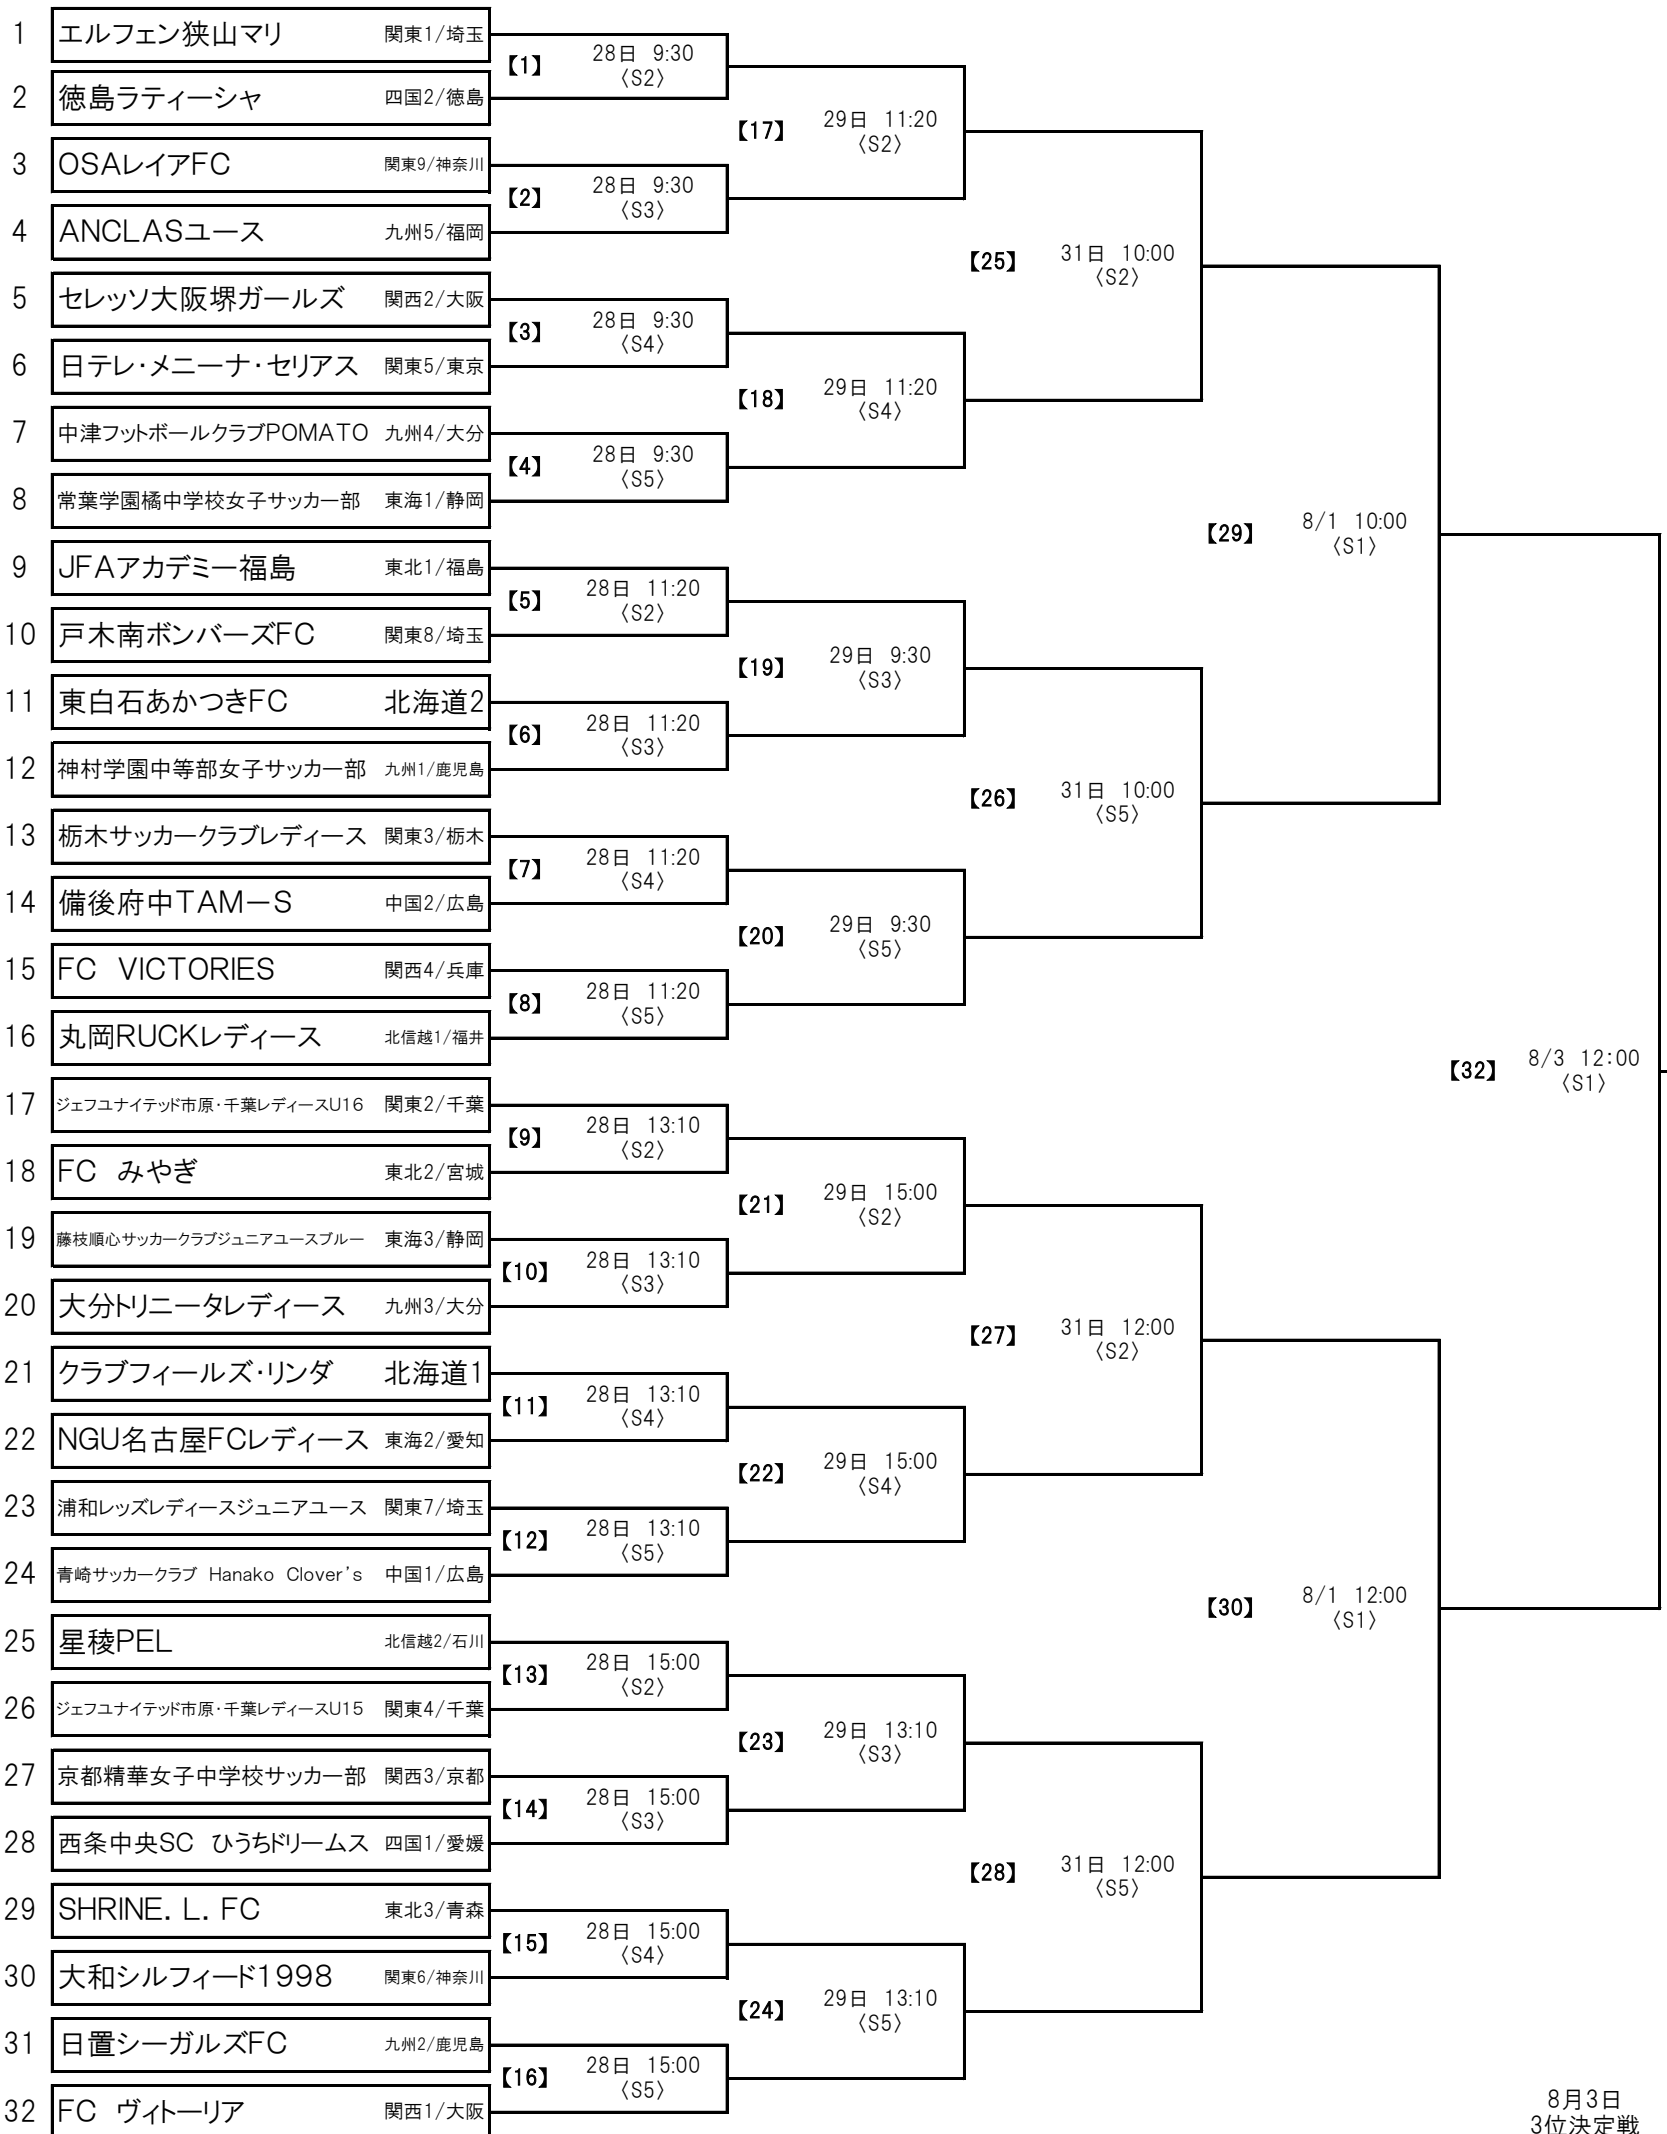 1 エルフェン狭山マリ 関東1/埼玉
【1】 28日 9:30
〈S2〉
2 徳島ラティーシャ 四国2/徳島
【17】 29日 11:20
〈S2〉
3 OSAレイアFC 関東9/神奈川
【2】 28日 9:30
〈S3〉
4 ANCLASユース 九州5/福岡
【25】 31日 10:00
〈S2〉
5 セレッソ大阪堺ガールズ 関西2/大阪
【3】 28日 9:30
〈S4〉
6 日テレ・メニーナ・セリアス 関東5/東京
【18】 29日 11:20
〈S4〉
7 中津フットボールクラブPOMATO 九州4/大分
【4】 28日 9:30
〈S5〉
8 常葉学園橘中学校女子サッカー部 東海1/静岡
【29】 8/1 10:00
〈S1〉
9 JFAアカデミー福島 東北1/福島
【5】 28日 11:20
〈S2〉
10 戸木南ボンバーズFC 関東8/埼玉
【19】 29日 9:30
〈S3〉
11 東白石あかつきFC 北海道2
【6】 28日 11:20
〈S3〉
12 神村学園中等部女子サッカー部 九州1/鹿児島
【26】 31日 10:00
〈S5〉
13 栃木サッカークラブレディース 関東3/栃木
【7】 28日 11:20
〈S4〉
14 備後府中TAM－S 中国2/広島
【20】 29日 9:30
〈S5〉
15 FC VICTORIES 関西4/兵庫
【8】 28日 11:20
〈S5〉
16 丸岡RUCKレディース 北信越1/福井
【32】 8/3 12:00
〈S1〉
17 ジェフユナイテッド市原・千葉レディースU16 関東2/千葉
【9】 28日 13:10
〈S2〉
18 FC みやぎ 東北2/宮城
【21】 29日 15:00
〈S2〉
19 藤枝順心サッカークラブジュニアユースブルー 東海3/静岡
【10】 28日 13:10
〈S3〉
20 大分トリニータレディース 九州3/大分
【27】 31日 12:00
〈S2〉
21 クラブフィールズ・リンダ 北海道1
【11】 28日 13:10
〈S4〉
22 NGU名古屋FCレディース 東海2/愛知
【22】 29日 15:00
〈S4〉
23 浦和レッズレディースジュニアユース 関東7/埼玉
【12】 28日 13:10
〈S5〉
24 青崎サッカークラブ Hanako Clover's 中国1/広島
【30】 8/1 12:00
〈S1〉
25 星稜PEL 北信越2/石川
【13】 28日 15:00
〈S2〉
26 ジェフユナイテッド市原・千葉レディースU15 関東4/千葉
【23】 29日 13:10
〈S3〉
27 京都精華女子中学校サッカー部 関西3/京都
【14】 28日 15:00
〈S3〉
28 西条中央SC ひうちドリームス 四国1/愛媛
【28】 31日 12:00
〈S5〉
29 SHRINE.L.FC 東北3/青森
【15】 28日 15:00
〈S4〉
30 大和シルフィード1998 関東6/神奈川
【24】 29日 13:10
〈S5〉
31 日置シーガルズFC 九州2/鹿児島
【16】 28日 15:00
〈S5〉
32 FC ヴィトーリア 関西1/大阪
8月3日
3位決定戦